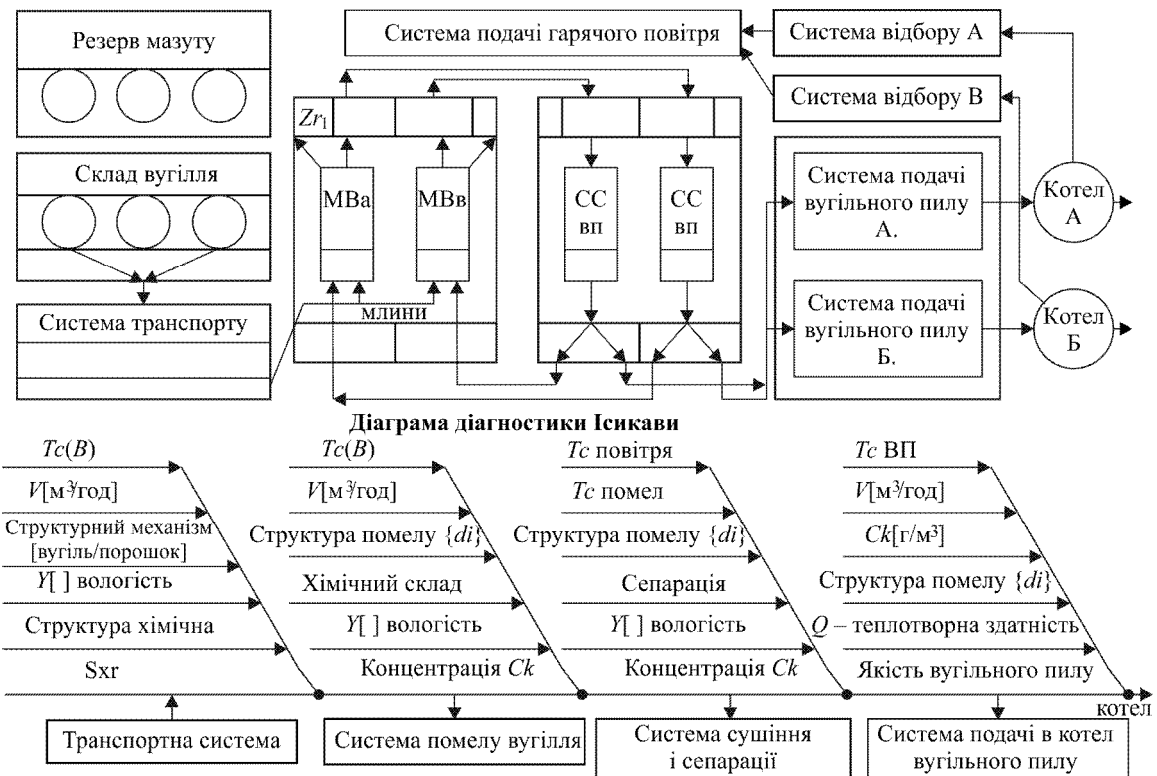 Резерв мазуту
Система подачі гарячого повітря
Система відбору А
Система відбору В
Zr1
Склад вугілля
МВа
МВв
СС
вп
СС
вп
Система подачі
вугільного пилу
А.
Котел
А
Система транспорту
млини
Система подачі
вугільного пилу
Б.
Котел
Б
Діаграма діагностики Ісикави
Tc(B)
V[м³/год]
Структурний механізм
[вугіль/порошок]
Y[ ] вологість
Структура хімічна
Sxr
Tc(B)
V[м³/год]
Структура помелу {di}
Хімічний склад
Y[ ] вологість
Концентрація Ck
Tc повітря
Tc помел
Структура помелу {di}
Сепарація
Y[ ] вологість
Концентрація Ck
Tc ВП
V[м³/год]
Ck[г/м³]
Структура помелу {di}
Q – теплотворна здатність
Якість вугільного пилу
котел
Транспортна система
Система помелу вугілля
Система сушіння
і сепарації
Система подачі в котел
вугільного пилу